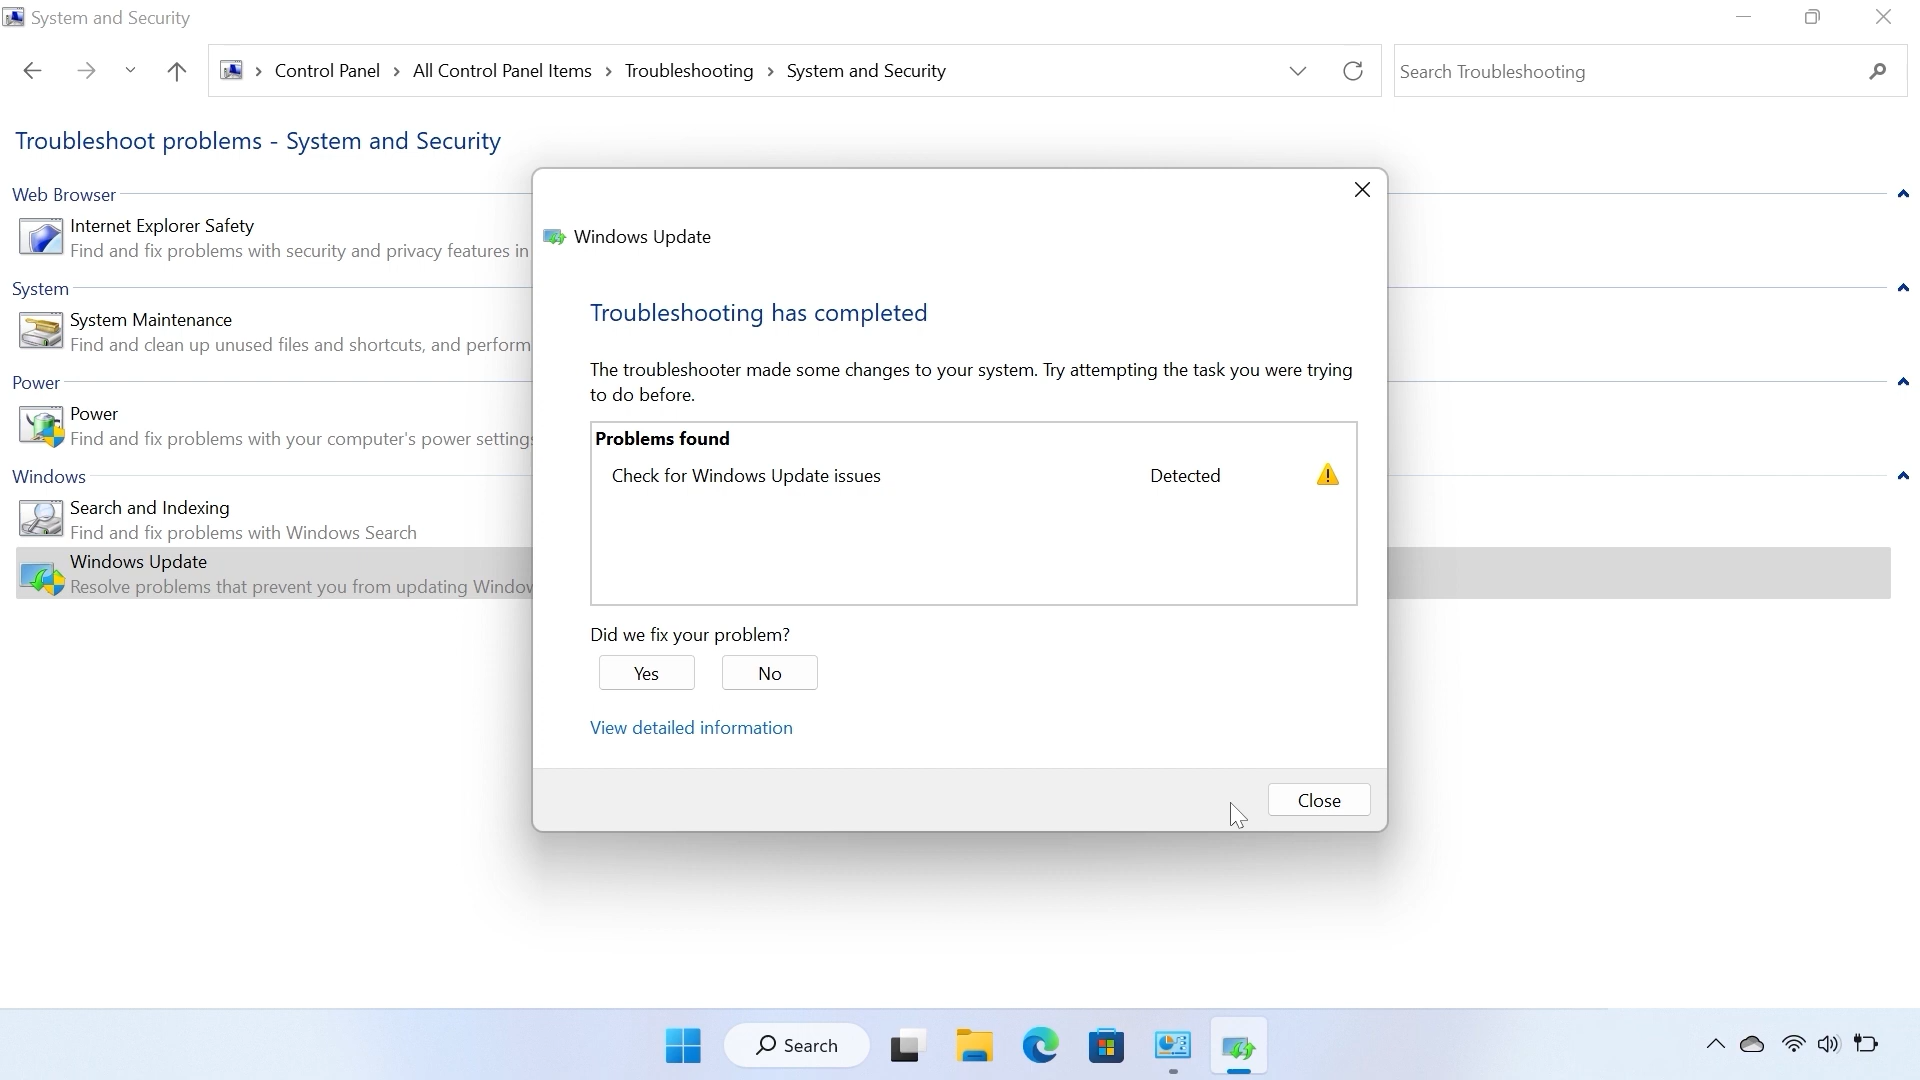 System and Security
Control Panel > All Control Panel Items > Troubleshooting > System and Security
Search Troubleshooting
Troubleshoot problems - System and Security
Web Browser
Internet Explorer Safety
Find and fix problems with security and privacy features in
System
System Maintenance
Find and clean up unused files and shortcuts, and perform
Power
Power
Find and fix problems with your computer's power settings
Windows
Search and Indexing
Find and fix problems with Windows Search
Windows Update
Resolve problems that prevent you from updating Window
Windows Update
Troubleshooting has completed
The troubleshooter made some changes to your system. Try attempting the task you were trying
to do before.
Problems found
Check for Windows Update issues Detected
Did we fix your problem?
Yes No
View detailed information
Close
Search